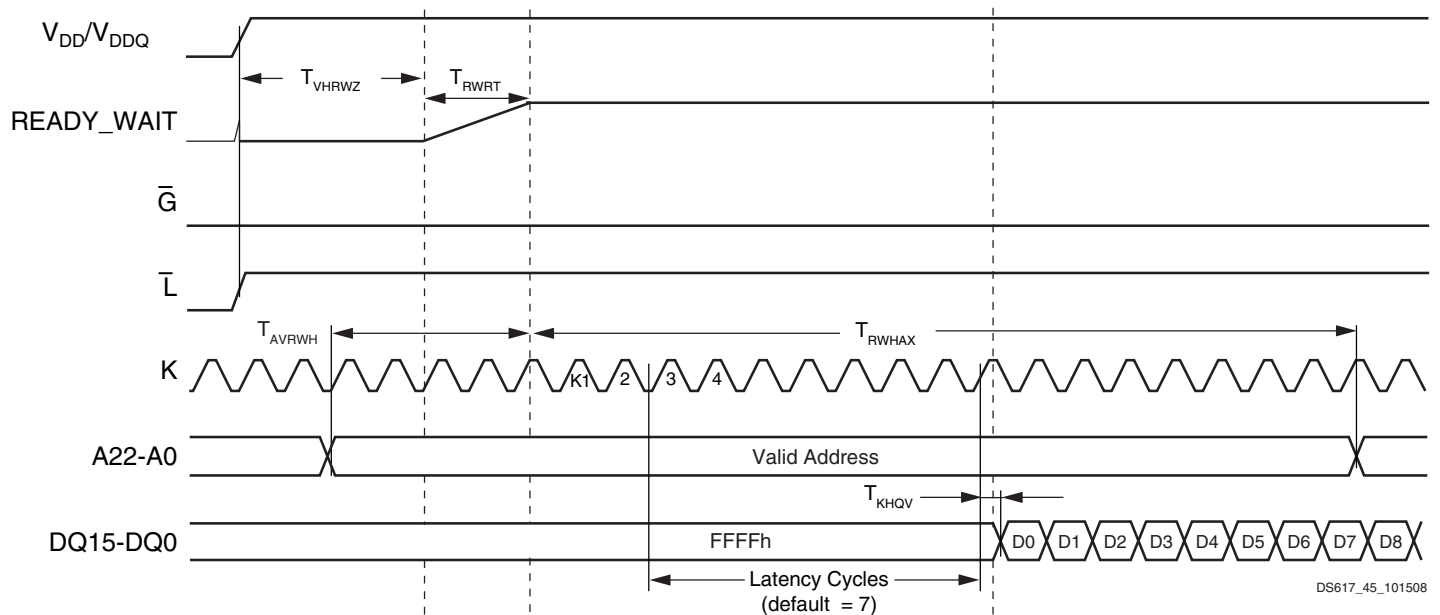 VDD/VDDQ
TVHRWZ
TRWRT
READY_WAIT
G̅
L̅
TAVRWH
TRWHAX
K
K1 2 3 4
A22-A0
Valid Address
TKHQV
DQ15-DQ0
FFFFh
D0 D1 D2 D3 D4 D5 D6 D7 D8
Latency Cycles
(default = 7)
DS617_45_101508